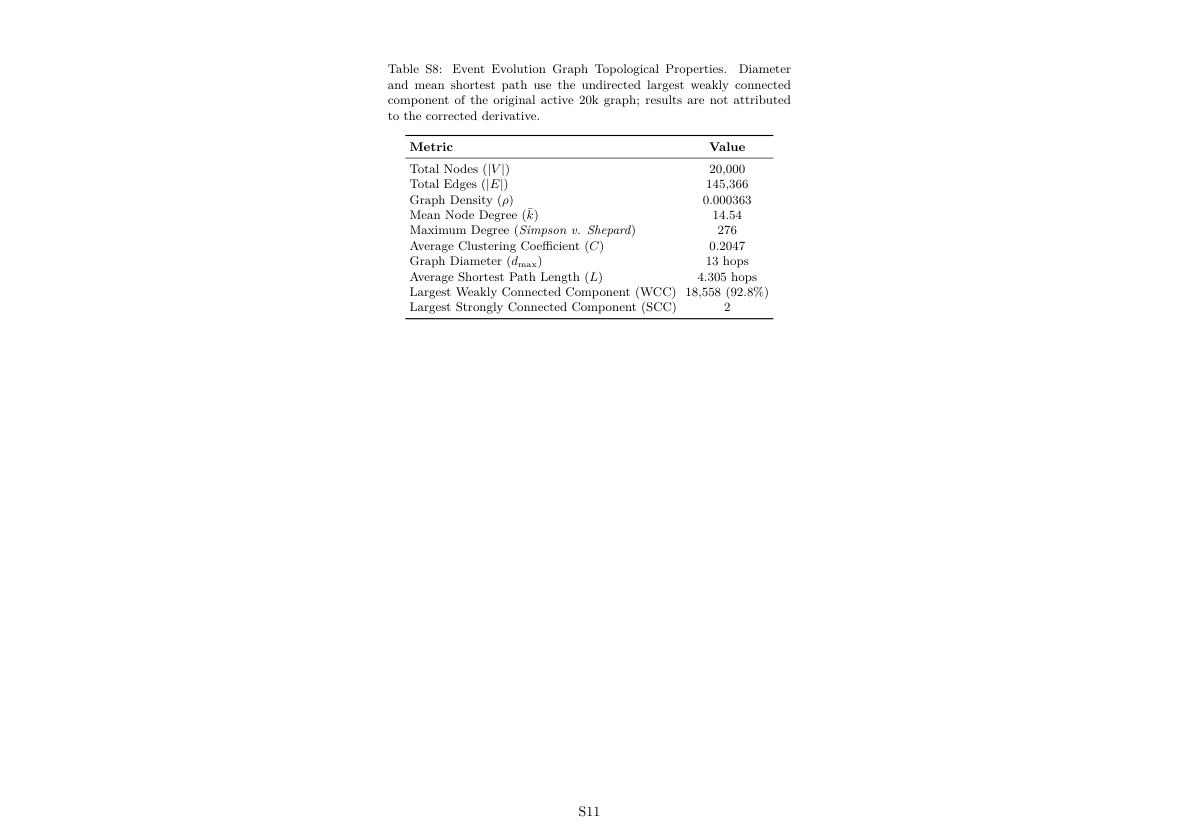 Table S8: Event Evolution Graph Topological Properties. Diameter
and mean shortest path use the undirected largest weakly connected
component of the original active 20k graph; results are not attributed
to the corrected derivative.
Metric Value
Total Nodes (|V|) 20,000
Total Edges (|E|) 145,366
Graph Density (ρ) 0.000363
Mean Node Degree (k̄) 14.54
Maximum Degree (Simpson v. Shepard) 276
Average Clustering Coefficient (C) 0.2047
Graph Diameter (d_max) 13 hops
Average Shortest Path Length (L) 4.305 hops
Largest Weakly Connected Component (WCC) 18,558 (92.8%)
Largest Strongly Connected Component (SCC) 2
S11